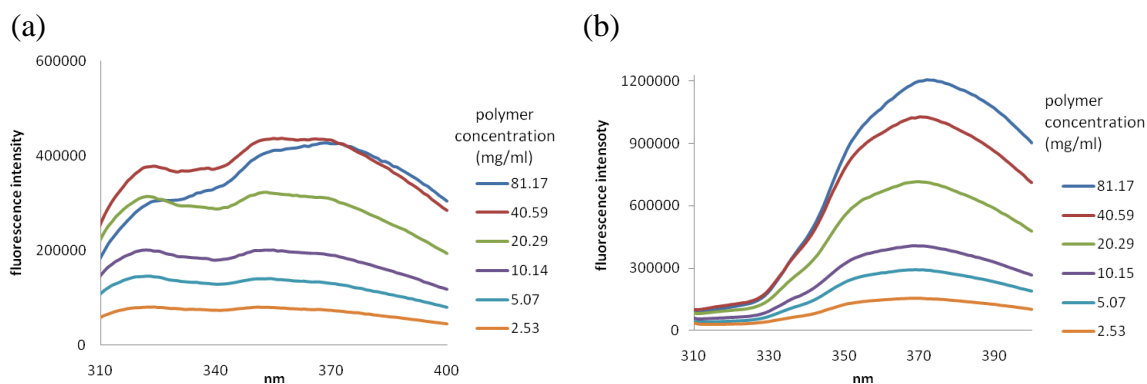 (a)
600000
400000
200000
0
fluorescence intensity
310
340
370
400
nm
polymer
concentration
(mg/ml)
81.17
40.59
20.29
10.14
5.07
2.53
(b)
1200000
900000
600000
300000
0
fluorescence intensoty
310
330
350
370
390
nm
polymer
concentration
(mg/ml)
81.17
40.59
20.29
10.15
5.07
2.53